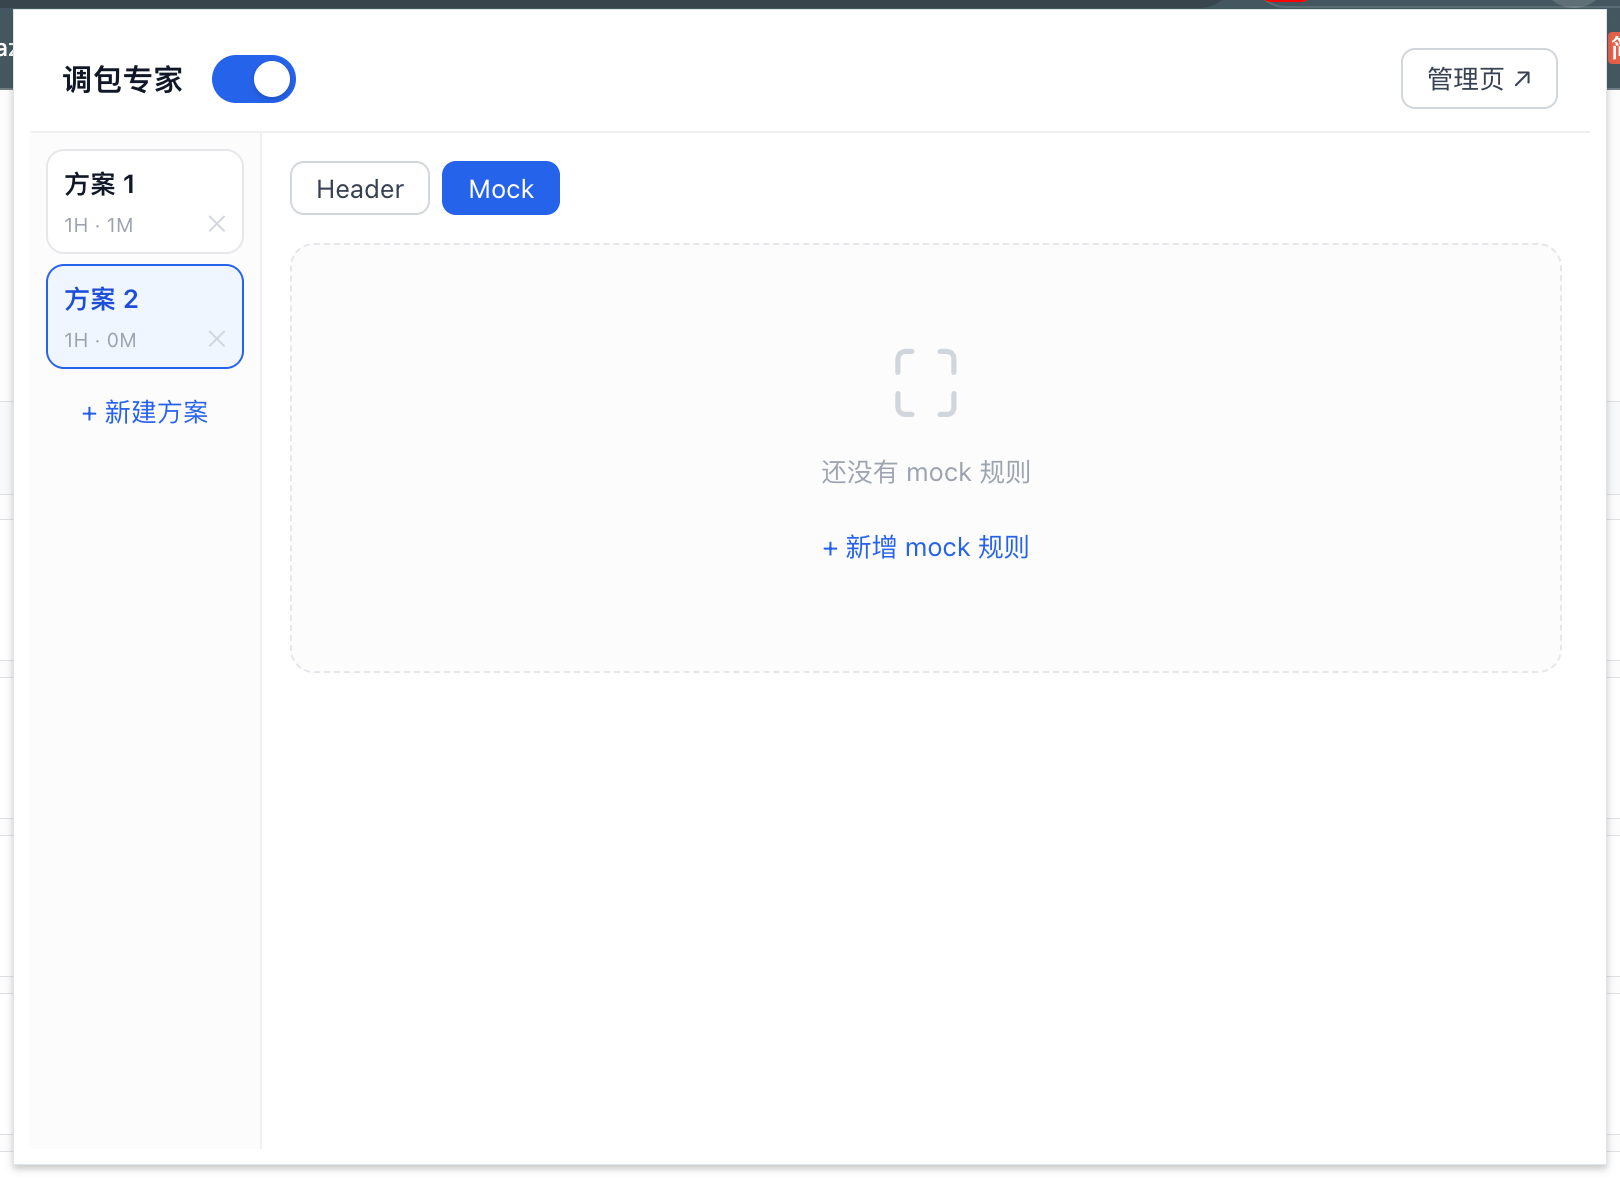 调包专家
管理页 ↗
方案 1
1H · 1M
方案 2
1H · 0M
+ 新建方案
Header
Mock
还没有 mock 规则
+ 新增 mock 规则